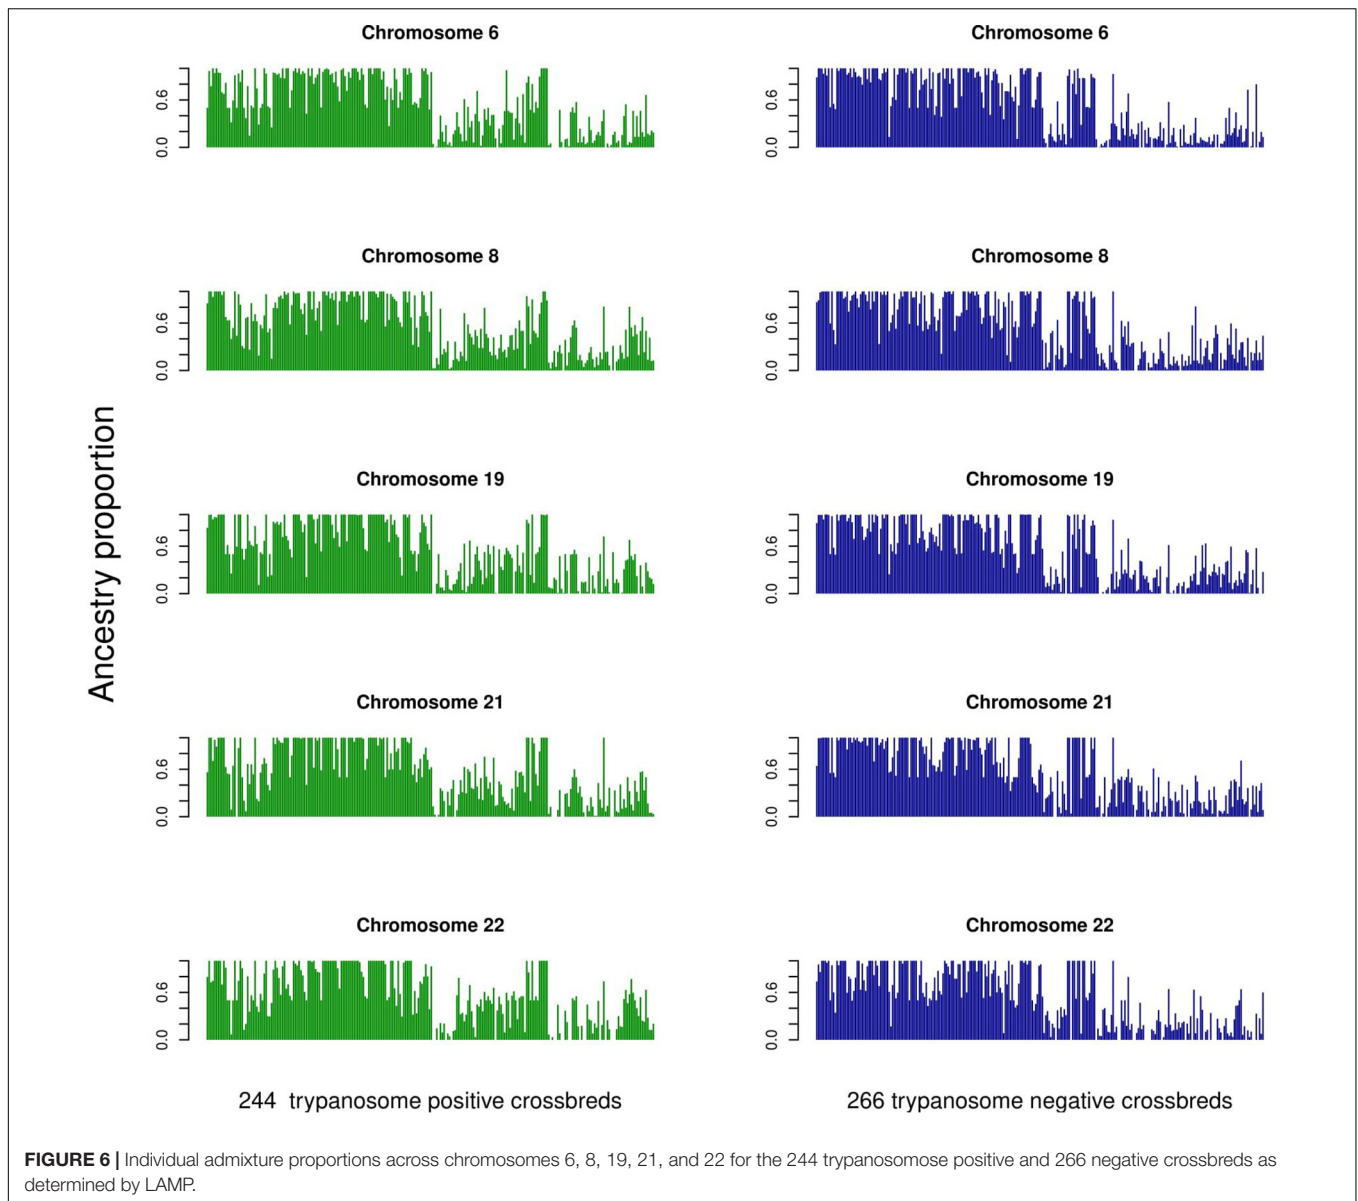 Chromosome 6
Chromosome 6
0.6
0.0
0.6
0.0
Chromosome 8
Chromosome 8
0.6
0.0
0.6
0.0
Ancestry proportion
Chromosome 19
Chromosome 19
0.6
0.0
0.6
0.0
Chromosome 21
Chromosome 21
0.6
0.0
0.6
0.0
Chromosome 22
Chromosome 22
0.6
0.0
0.6
0.0
244 trypanosome positive crossbreds
266 trypanosome negative crossbreds
FIGURE 6 | Individual admixture proportions across chromosomes 6, 8, 19, 21, and 22 for the 244 trypanosomose positive and 266 negative crossbreds as
determined by LAMP.